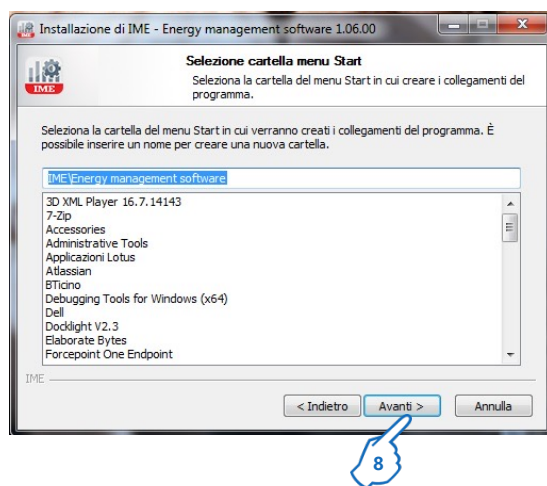 Installazione di IME - Energy management software 1.06.00
IME
Selezione cartella menu Start
Seleziona la cartella del menu Start in cui creare i collegamenti del
programma.
Seleziona la cartella del menu Start in cui verranno creati i collegamenti del programma. È
possibile inserire un nome per creare una nuova cartella.
IME\Energy management software
3D XML Player 16.7.14143
7-Zip
Accessories
Administrative Tools
Applicazioni Lotus
Atlassian
BTicino
Debugging Tools for Windows (x64)
Dell
Docklight V2.3
Elaborate Bytes
Forcepoint One Endpoint
IME
< Indietro
Avanti >
Annulla
8